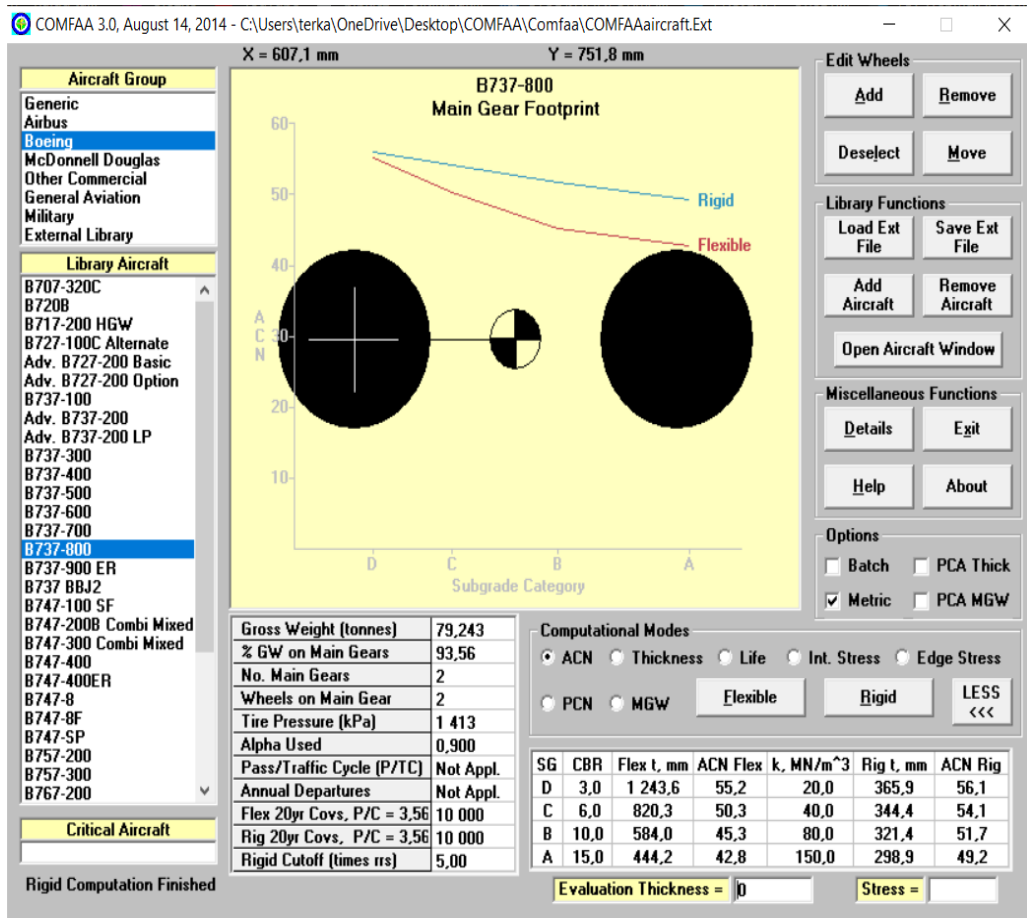 COMFAA 3.0, August 14, 2014 - C:\Users\terka\OneDrive\Desktop\COMFAA\Comfaa\COMFAAaircraft.Ext
X = 607,1 mm Y = 751,8 mm
Aircraft Group
Generic
Airbus
Boeing
McDonnell Douglas
Other Commercial
General Aviation
Military
External Library
Library Aircraft
B707-320C
B720B
B717-200 HGW
B727-100C Alternate
Adv. B727-200 Basic
Adv. B727-200 Option
B737-100
Adv. B737-200
Adv. B737-200 LP
B737-300
B737-400
B737-500
B737-600
B737-700
B737-800
B737-900 ER
B737 BBJ2
B747-100 SF
B747-200B Combi Mixed
B747-300 Combi Mixed
B747-400
B747-400ER
B747-8
B747-8F
B747-SP
B757-200
B757-300
B767-200
Critical Aircraft
Rigid Computation Finished
B737-800
Main Gear Footprint
60
50
40
30
20
10
A
C
N
Rigid
Flexible
D C B A
Subgrade Category
Gross Weight (tonnes) 79,243
% GW on Main Gears 93,56
No. Main Gears 2
Wheels on Main Gear 2
Tire Pressure (kPa) 1 413
Alpha Used 0,900
Pass/Traffic Cycle (P/TC) Not Appl.
Annual Departures Not Appl.
Flex 20yr Covs, P/C = 3,56 10 000
Rig 20yr Covs, P/C = 3,56 10 000
Rigid Cutoff (times rrs) 5,00
Edit Wheels
Add Remove
Deselect Move
Library Functions
Load Ext File
Save Ext File
Add Aircraft
Remove Aircraft
Open Aircraft Window
Miscellaneous Functions
Details Exit
Help About
Options
Batch PCA Thick
Metric PCA MGW
Computational Modes
ACN Thickness Life Int. Stress Edge Stress
PCN MGW Flexible Rigid LESS
<<<
SG CBR Flex t, mm ACN Flex k, MN/m^3 Rig t, mm ACN Rig
D 3,0 1 243,6 55,2 20,0 365,9 56,1
C 6,0 820,3 50,3 40,0 344,4 54,1
B 10,0 584,0 45,3 80,0 321,4 51,7
A 15,0 444,2 42,8 150,0 298,9 49,2
Evaluation Thickness = 0 Stress =